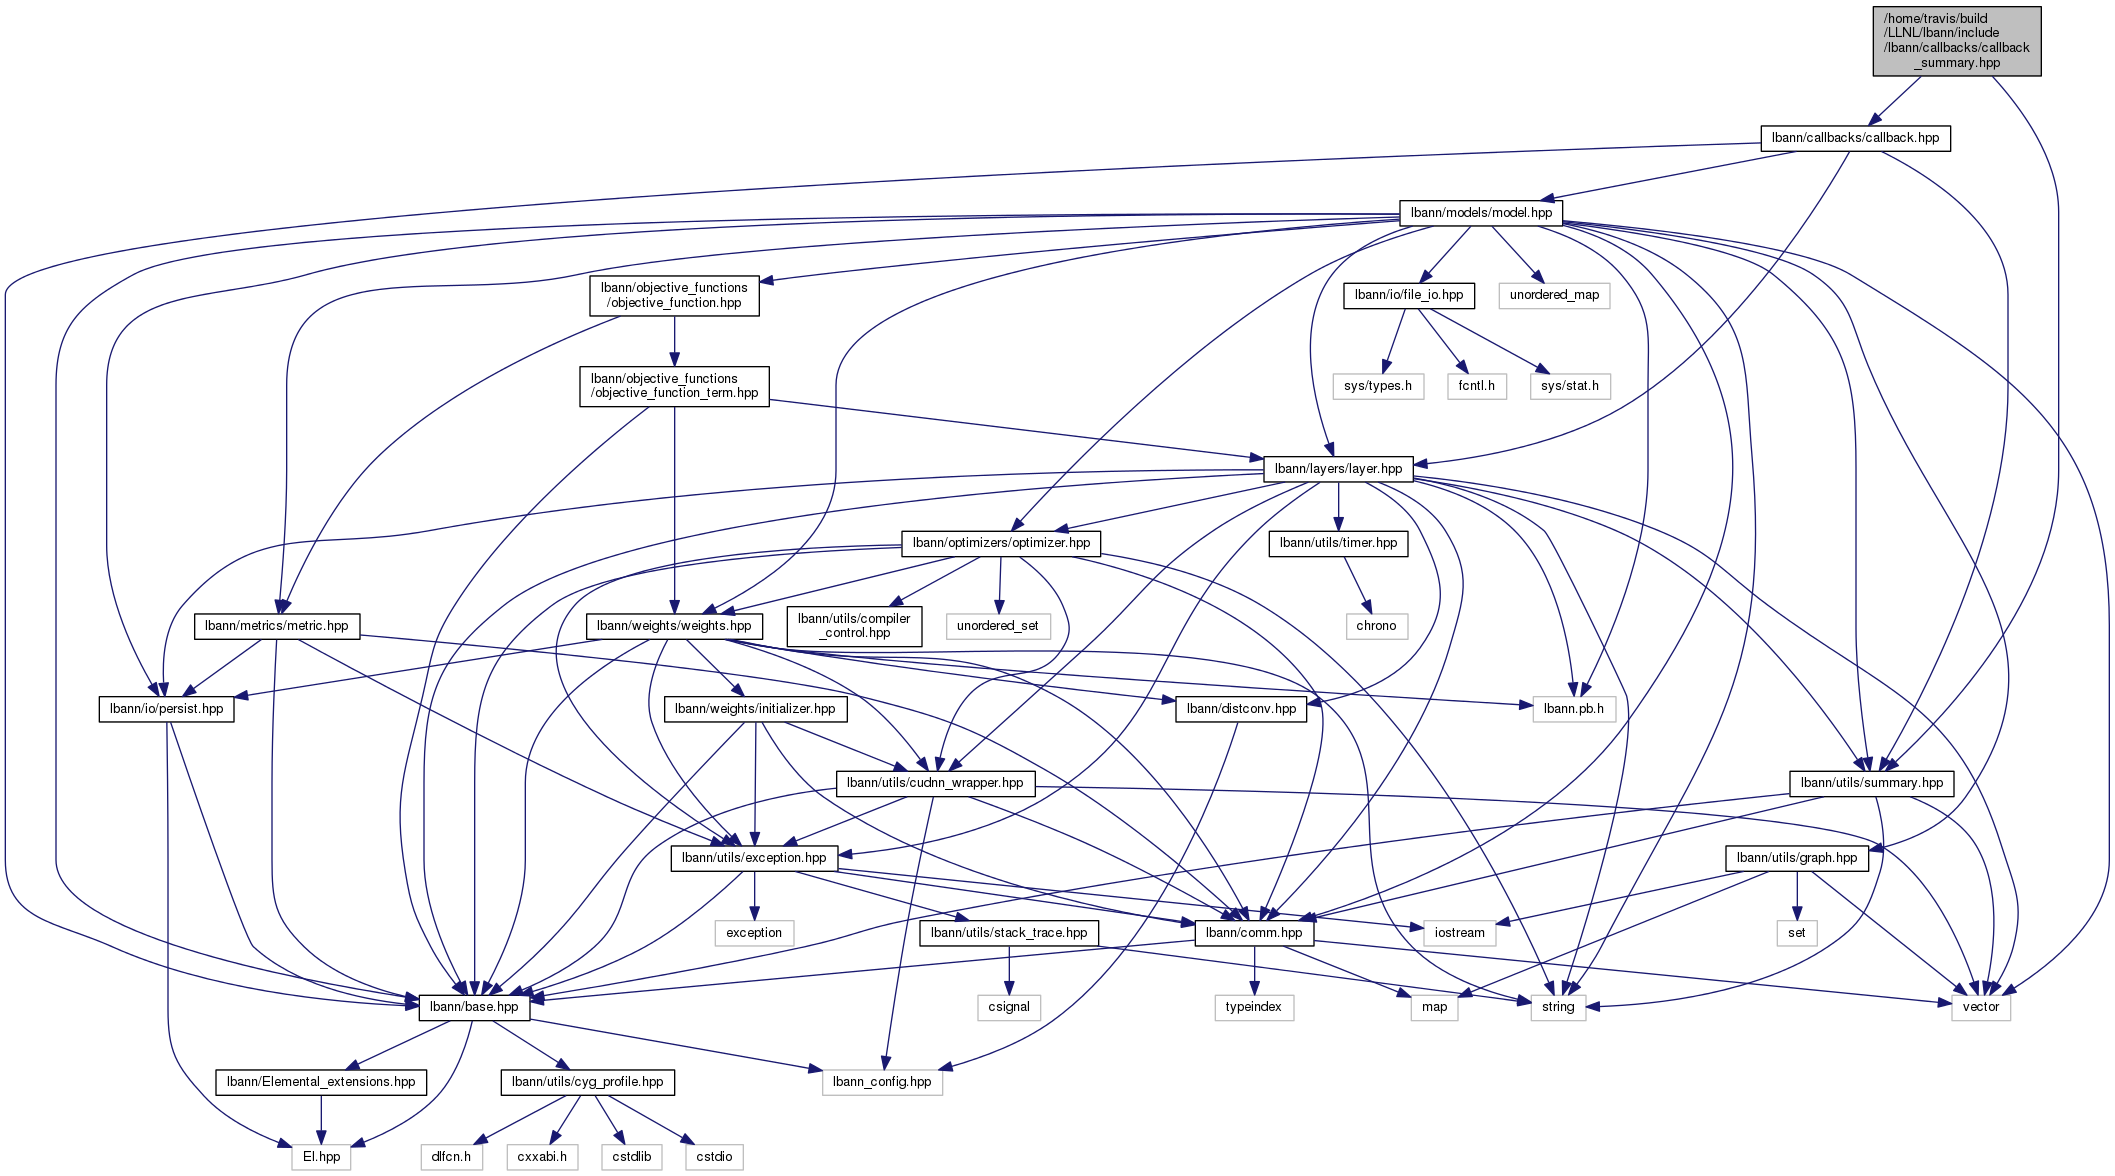 /home/travis/build
/LLNL/lbann/include
/lbann/callbacks/callback
_summary.hpp
lbann/callbacks/callback.hpp
lbann/models/model.hpp
lbann/objective_functions
/objective_function.hpp
lbann/io/file_io.hpp
unordered_map
lbann/objective_functions
/objective_function_term.hpp
sys/types.h
fcntl.h
sys/stat.h
lbann/layers/layer.hpp
lbann/optimizers/optimizer.hpp
lbann/utils/timer.hpp
lbann/metrics/metric.hpp
lbann/weights/weights.hpp
lbann/utils/compiler
_control.hpp
unordered_set
chrono
lbann/io/persist.hpp
lbann/weights/initializer.hpp
lbann/distconv.hpp
lbann.pb.h
lbann/utils/cudnn_wrapper.hpp
lbann/utils/summary.hpp
lbann/utils/exception.hpp
lbann/utils/graph.hpp
exception
lbann/utils/stack_trace.hpp
lbann/comm.hpp
iostream
set
lbann/base.hpp
csignal
typeindex
map
string
vector
lbann/Elemental_extensions.hpp
lbann/utils/cyg_profile.hpp
lbann_config.hpp
El.hpp
dlfcn.h
cxxabi.h
cstdlib
cstdio